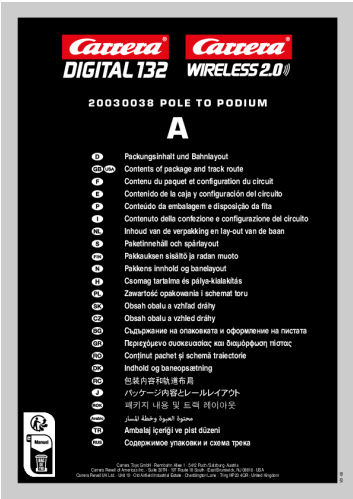 Carrera® Carrera®
DIGITAL 132 WIRELESS 2.0
20030038 POLE TO PODIUM
A
D Packungsinhalt und Bahnlayout
GB USA Contents of package and track route
F Contenu du paquet et configuration du circuit
E Contenido de la caja y configuración del circuito
P Conteúdo da embalagem e disposição da fita
I Contenuto della confezione e configurazione del circuito
NL Inhoud van de verpakking en lay-out van de baan
S Paketinnehåll och spårlayout
FIN Pakkauksen sisältö ja radan muoto
N Pakkens innhold og banelayout
H Csomag tartalma és pálya-kialakítás
PL Zawartość opakowania i schemat toru
SK Obsah obalu a vzhľad dráhy
CZ Obsah obalu a vzhled dráhy
BG Съдържание на опаковката и оформление на пистата
GR Περιεχόμενο συσκευασίας και διαμόρφωση πίστας
RO Conținut pachet și schemă traiectorie
DK Indhold og baneopsætning
RC 包装内容和轨道布局
J パッケージ内容とレールレイアウト
패키지 내용 및 트랙 레이아웃
محتوى العبوة وخطة المسار
TR Ambalaj içeriği ve pist düzeni
RUS Содержимое упаковки и схема трека
Manual
Carrera Toys GmbH · Rennbahn Allee 1 · 5412 Puch/Salzburg, Austria